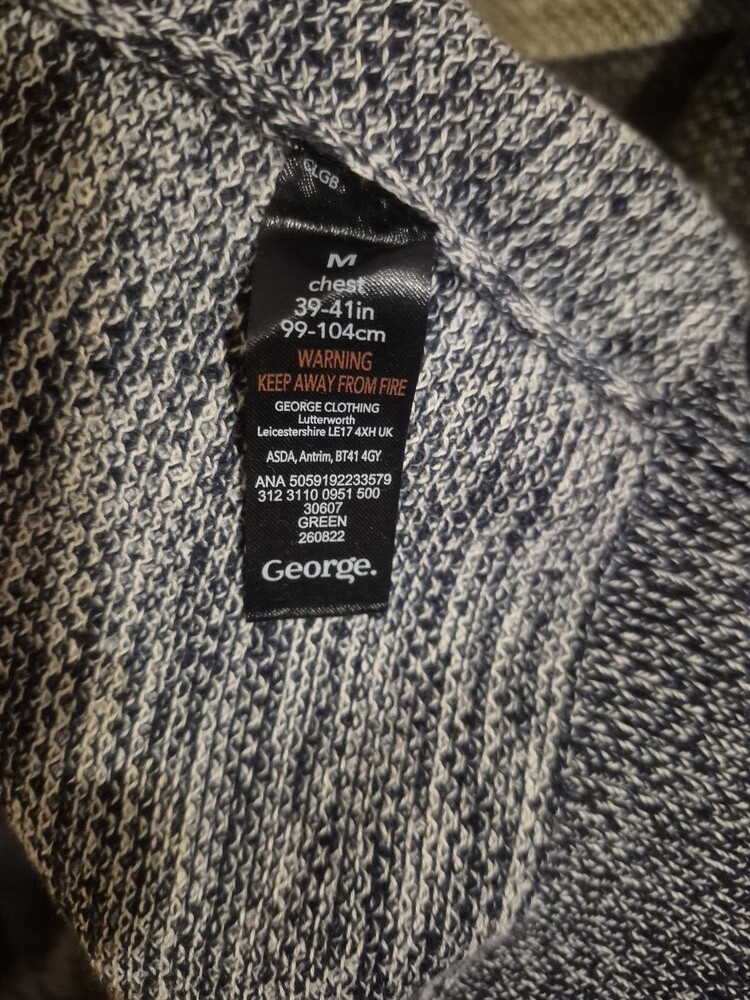 CLGB
M
chest
39-41in
99-104cm
WARNING
KEEP AWAY FROM FIRE
GEORGE CLOTHING
Lutterworth
Leicestershire LE17 4XH UK
ASDA, Antrim, BT41 4GY
ANA 5059192233579
312 3110 0951 500
30607
GREEN
260822
George.